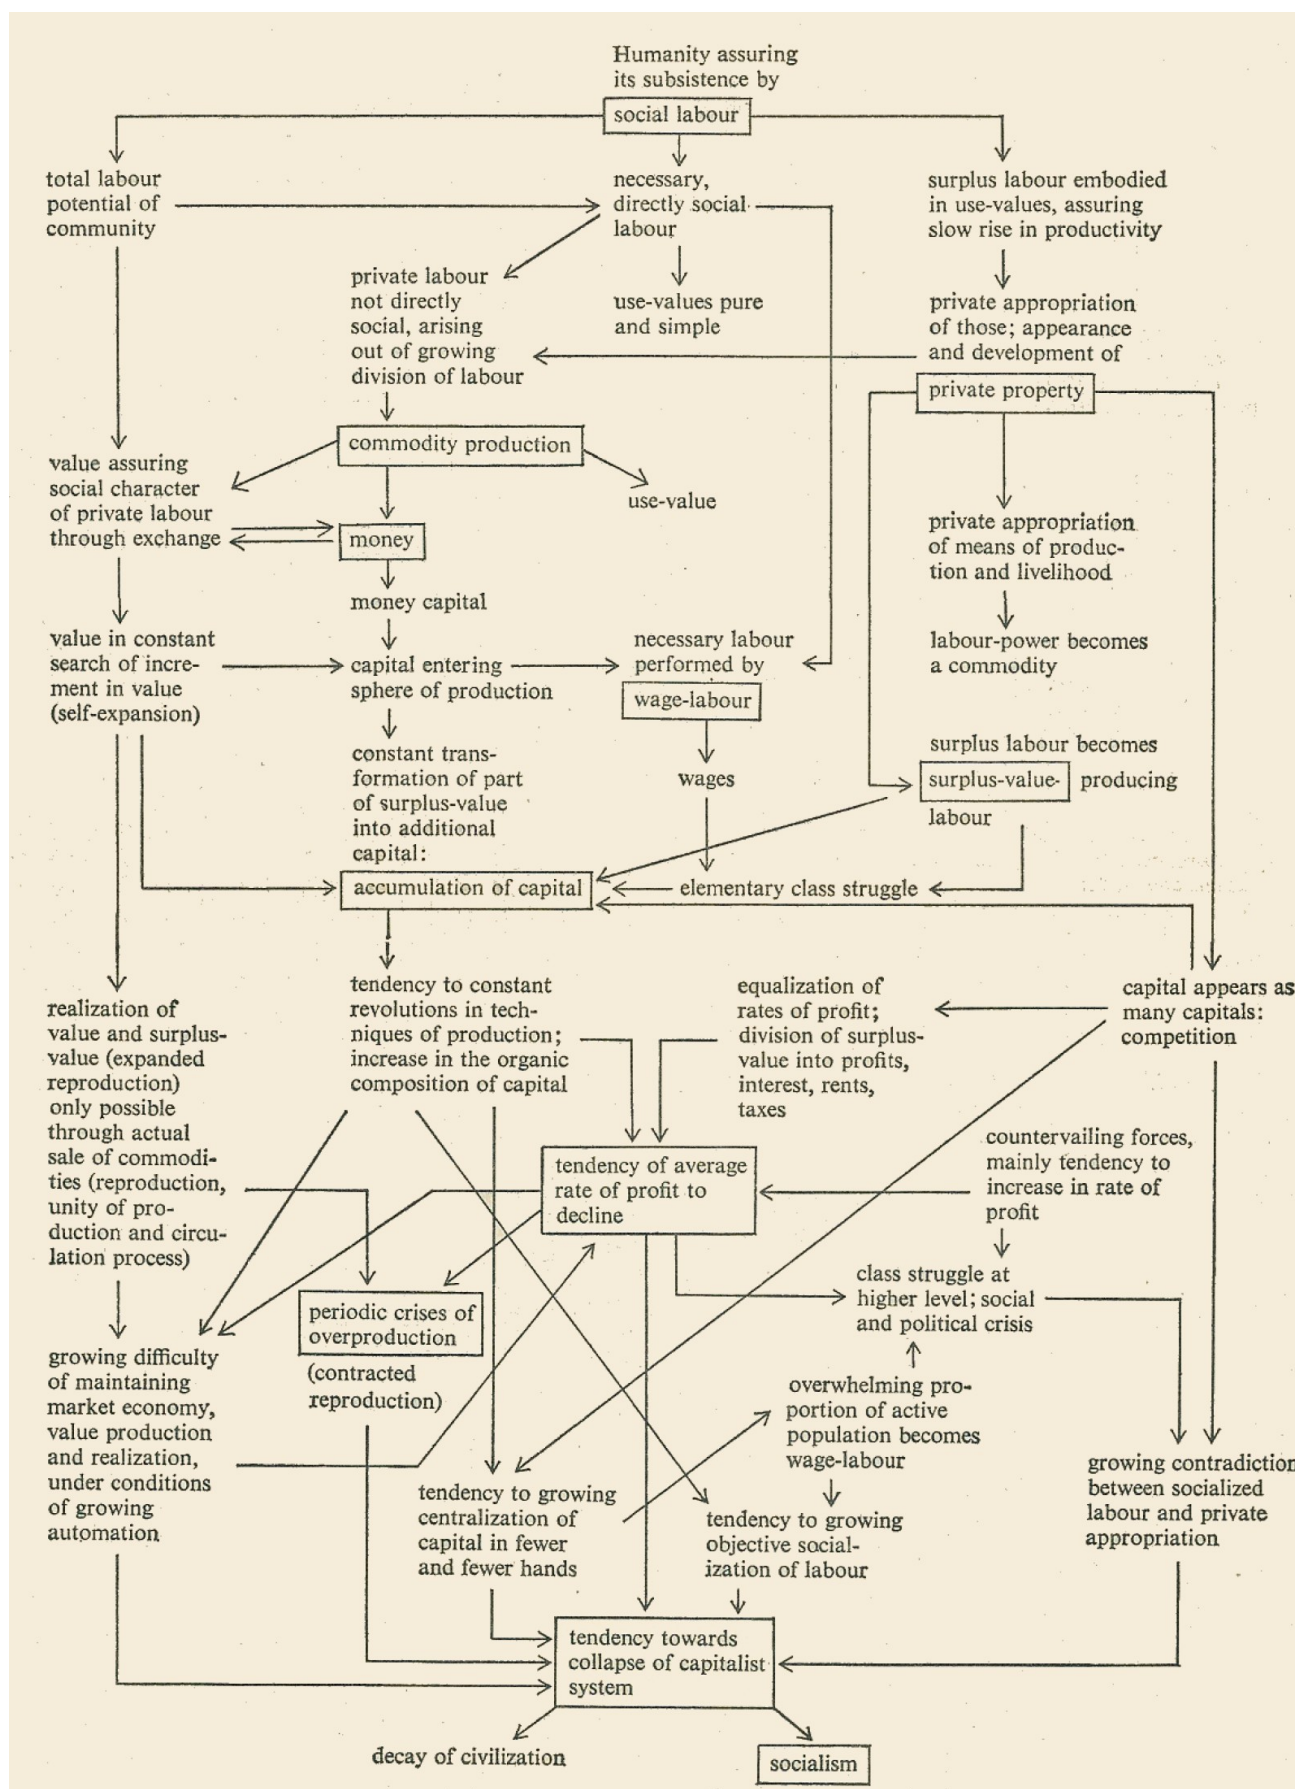 Humanity assuring
its subsistence by
social labour
total labour
potential of
community
necessary,
directly social
labour
surplus labour embodied
in use-values, assuring
slow rise in productivity
private labour
not directly
social, arising
out of growing
division of labour
use-values pure
and simple
private appropriation
of those; appearance
and development of
private property
commodity production
value assuring
social character
of private labour
through exchange
use-value
money
private appropriation
of means of produc-
tion and livelihood
money capital
value in constant
search of incre-
ment in value
(self-expansion)
capital entering
sphere of production
necessary labour
performed by
wage-labour
labour-power becomes
a commodity
constant trans-
formation of part
of surplus-value
into additional
capital:
accumulation of capital
wages
surplus labour becomes
surplus-value- producing
labour
elementary class struggle
realization of
value and surplus-
value (expanded
reproduction)
only possible
through actual
sale of commodi-
ties (reproduction,
unity of pro-
duction and circu-
lation process)
tendency to constant
revolutions in tech-
niques of production;
increase in the organic
composition of capital
equalization of
rates of profit;
division of surplus-
value into profits,
interest, rents,
taxes
capital appears as
many capitals:
competition
tendency of average
rate of profit to
decline
countervailing forces,
mainly tendency to
increase in rate of
profit
periodic crises of
overproduction
(contracted
reproduction)
class struggle at
higher level; social
and political crisis
growing difficulty
of maintaining
market economy,
value production
and realization,
under conditions
of growing
automation
overwhelming pro-
portion of active
population becomes
wage-labour
tendency to growing
centralization of
capital in fewer
and fewer hands
tendency to growing
objective social-
ization of labour
growing contradiction
between socialized
labour and private
appropriation
tendency towards
collapse of capitalist
system
decay of civilization
socialism